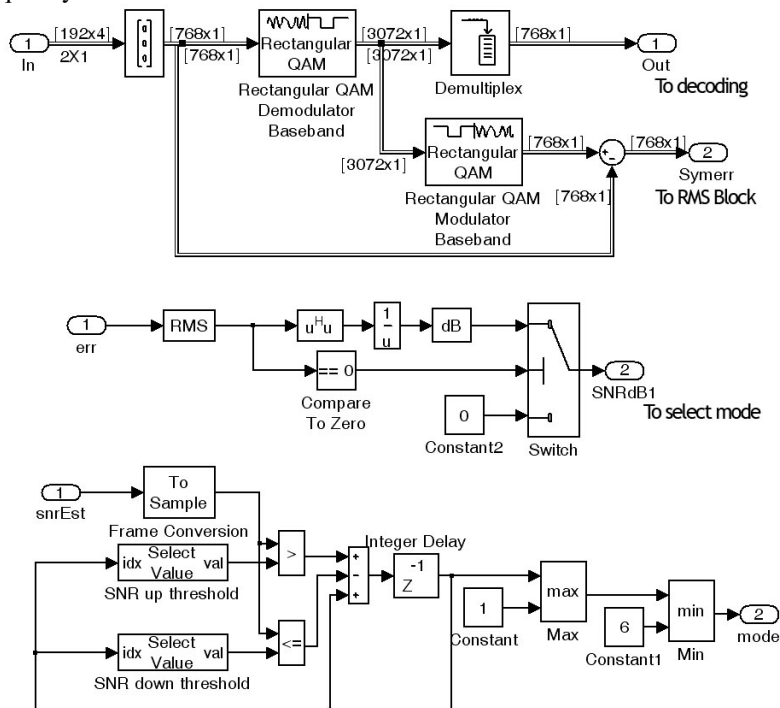 [192x4] [768x1] [3072x1] [768x1]
1 2X1 [768x1] Rectangular [3072x1] 1
In QAM Out
Rectangular QAM Demultiplex To decoding
Demodulator
Baseband
[768x1] [768x1]
[3072x1] Rectangular 2
QAM Symerr
Rectangular QAM [768x1] To RMS Block
Modulator
Baseband
1 RMS u^H u 1/u dB
err
== 0 2
Compare SNRdB1
To Zero 0 To select mode
Constant2 Switch
1 To
snrEst Sample
Frame Conversion > + Integer Delay
idx Select Value val - Z^-1 max
SNR up threshold + 1 min 2
Constant Max 6 mode
idx Select Value val <= Constant1 Min
SNR down threshold